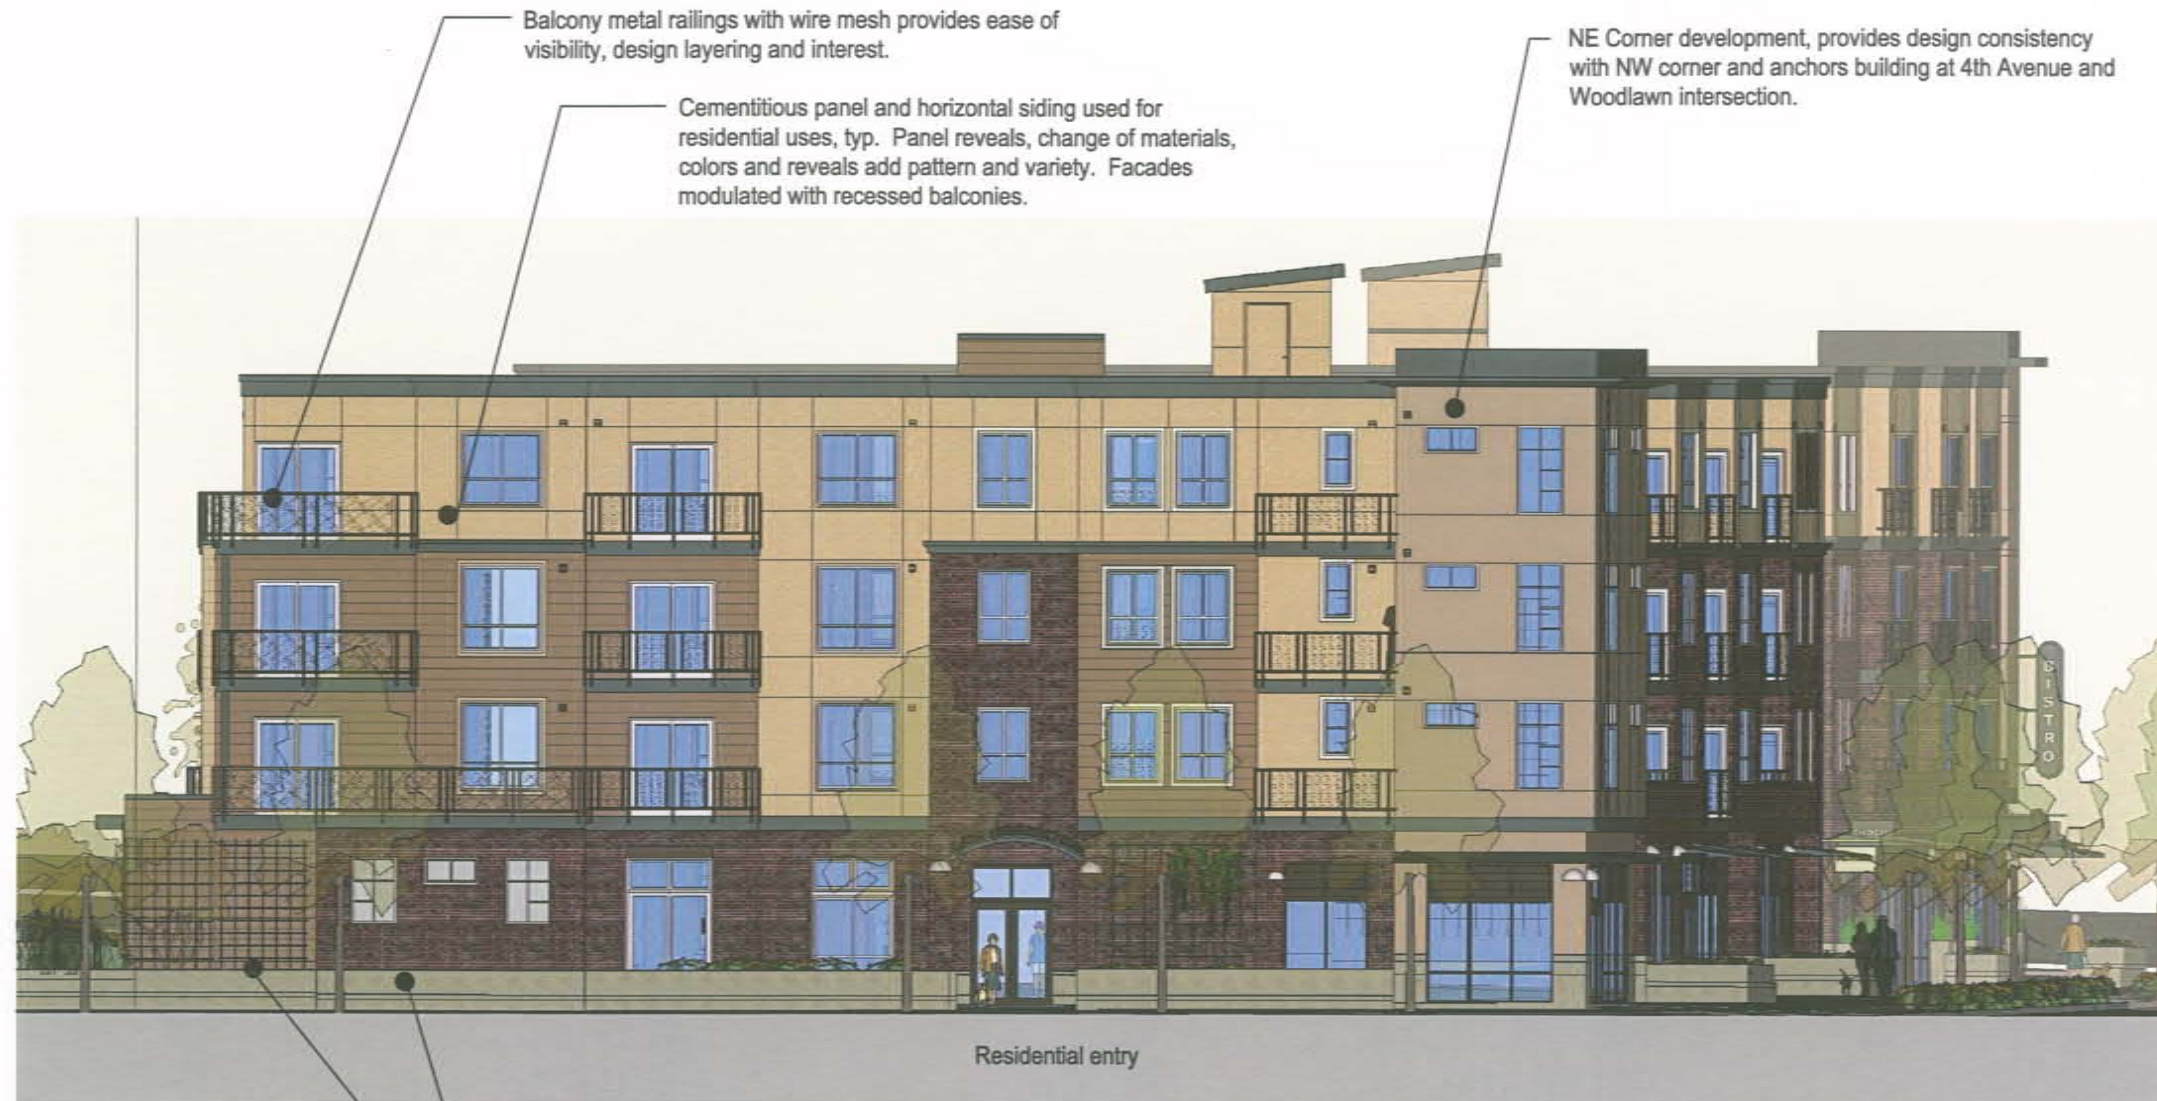 Balcony metal railings with wire mesh provides ease of
visibility, design layering and interest.
NE Corner development, provides design consistency
with NW corner and anchors building at 4th Avenue and
Woodlawn intersection.
Cementitious panel and horizontal siding used for
residential uses, typ. Panel reveals, change of materials,
colors and reveals add pattern and variety. Facades
modulated with recessed balconies.
BISTRO
Residential entry